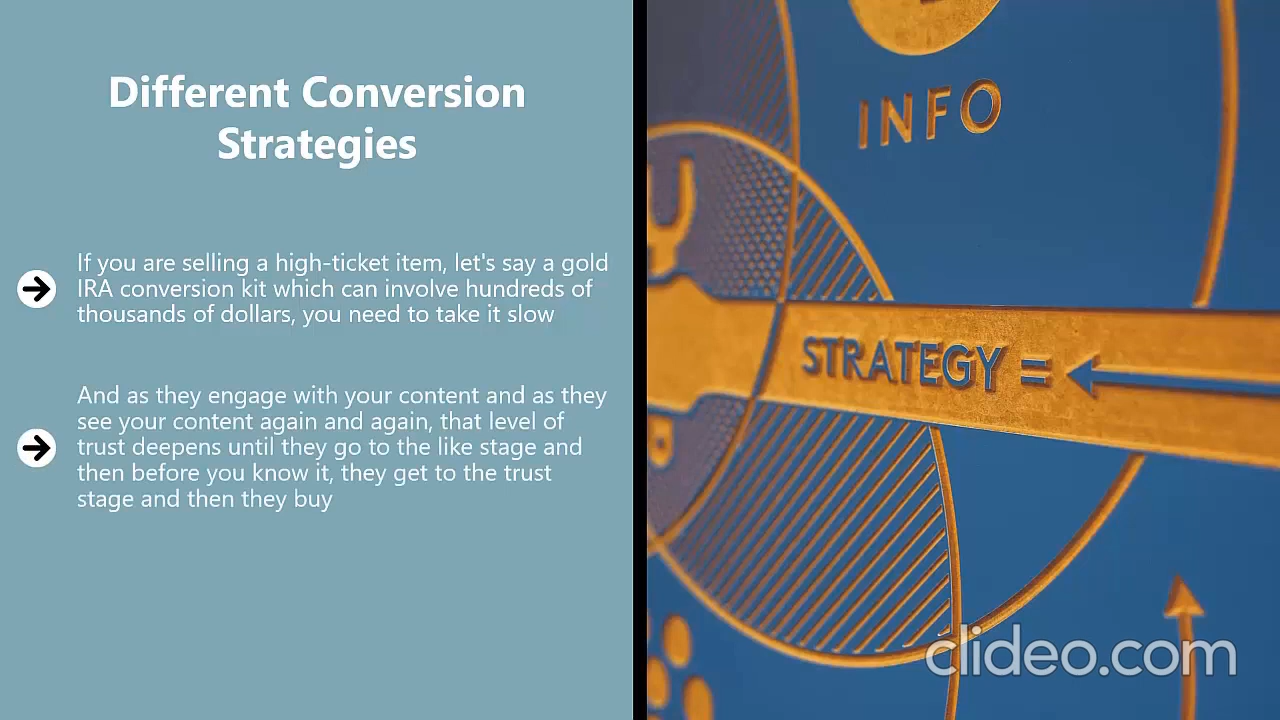 Different Conversion
Strategies
If you are selling a high-ticket item, let's say a gold
IRA conversion kit which can involve hundreds of
thousands of dollars, you need to take it slow
And as they engage with your content and as they
see your content again and again, that level of
trust deepens until they go to the like stage and
then before you know it, they get to the trust
stage and then they buy
INFO
STRATEGY =
clideo.com